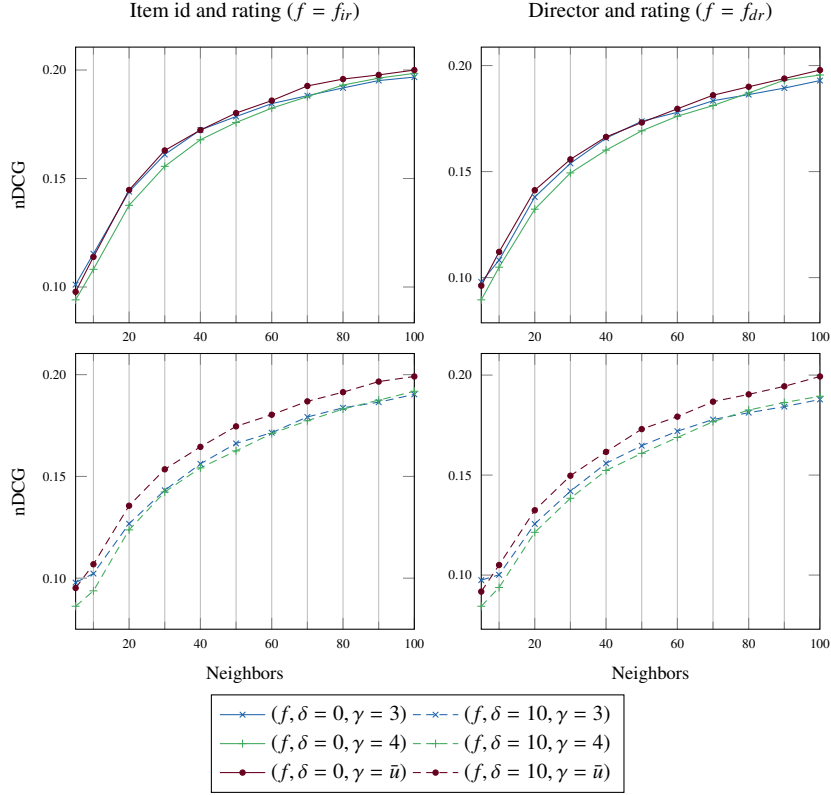 Item id and rating (f = f_ir) Director and rating (f = f_dr)
0.20 0.20
0.15 0.15
nDCG
0.10 0.10
20 40 60 80 100 20 40 60 80 100
0.20 0.20
0.15 0.15
nDCG
0.10 0.10
20 40 60 80 100 20 40 60 80 100
Neighbors Neighbors
(f, δ = 0, γ = 3) (f, δ = 10, γ = 3)
(f, δ = 0, γ = 4) (f, δ = 10, γ = 4)
(f, δ = 0, γ = ū) (f, δ = 10, γ = ū)